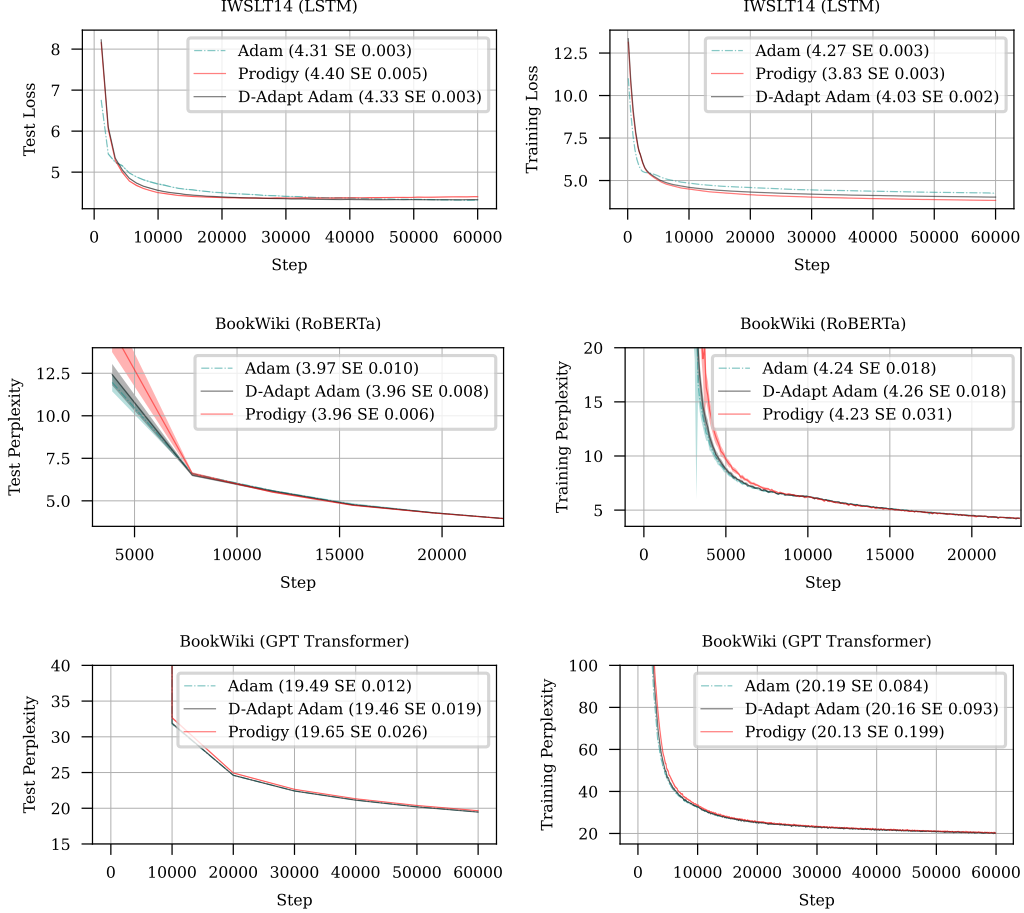 IWSLT14 (LSTM)
Test Loss
8
7
6
5
Adam (4.31 SE 0.003)
Prodigy (4.40 SE 0.005)
D-Adapt Adam (4.33 SE 0.003)
0 10000 20000 30000 40000 50000 60000
Step
IWSLT14 (LSTM)
Training Loss
12.5
10.0
7.5
5.0
Adam (4.27 SE 0.003)
Prodigy (3.83 SE 0.003)
D-Adapt Adam (4.03 SE 0.002)
0 10000 20000 30000 40000 50000 60000
Step
BookWiki (RoBERTa)
Test Perplexity
12.5
10.0
7.5
5.0
Adam (3.97 SE 0.010)
D-Adapt Adam (3.96 SE 0.008)
Prodigy (3.96 SE 0.006)
5000 10000 15000 20000
Step
BookWiki (RoBERTa)
Training Perplexity
20
15
10
5
Adam (4.24 SE 0.018)
D-Adapt Adam (4.26 SE 0.018)
Prodigy (4.23 SE 0.031)
0 5000 10000 15000 20000
Step
BookWiki (GPT Transformer)
Test Perplexity
40
35
30
25
20
15
Adam (19.49 SE 0.012)
D-Adapt Adam (19.46 SE 0.019)
Prodigy (19.65 SE 0.026)
0 10000 20000 30000 40000 50000 60000
Step
BookWiki (GPT Transformer)
Training Perplexity
100
80
60
40
20
Adam (20.19 SE 0.084)
D-Adapt Adam (20.16 SE 0.093)
Prodigy (20.13 SE 0.199)
0 10000 20000 30000 40000 50000 60000
Step